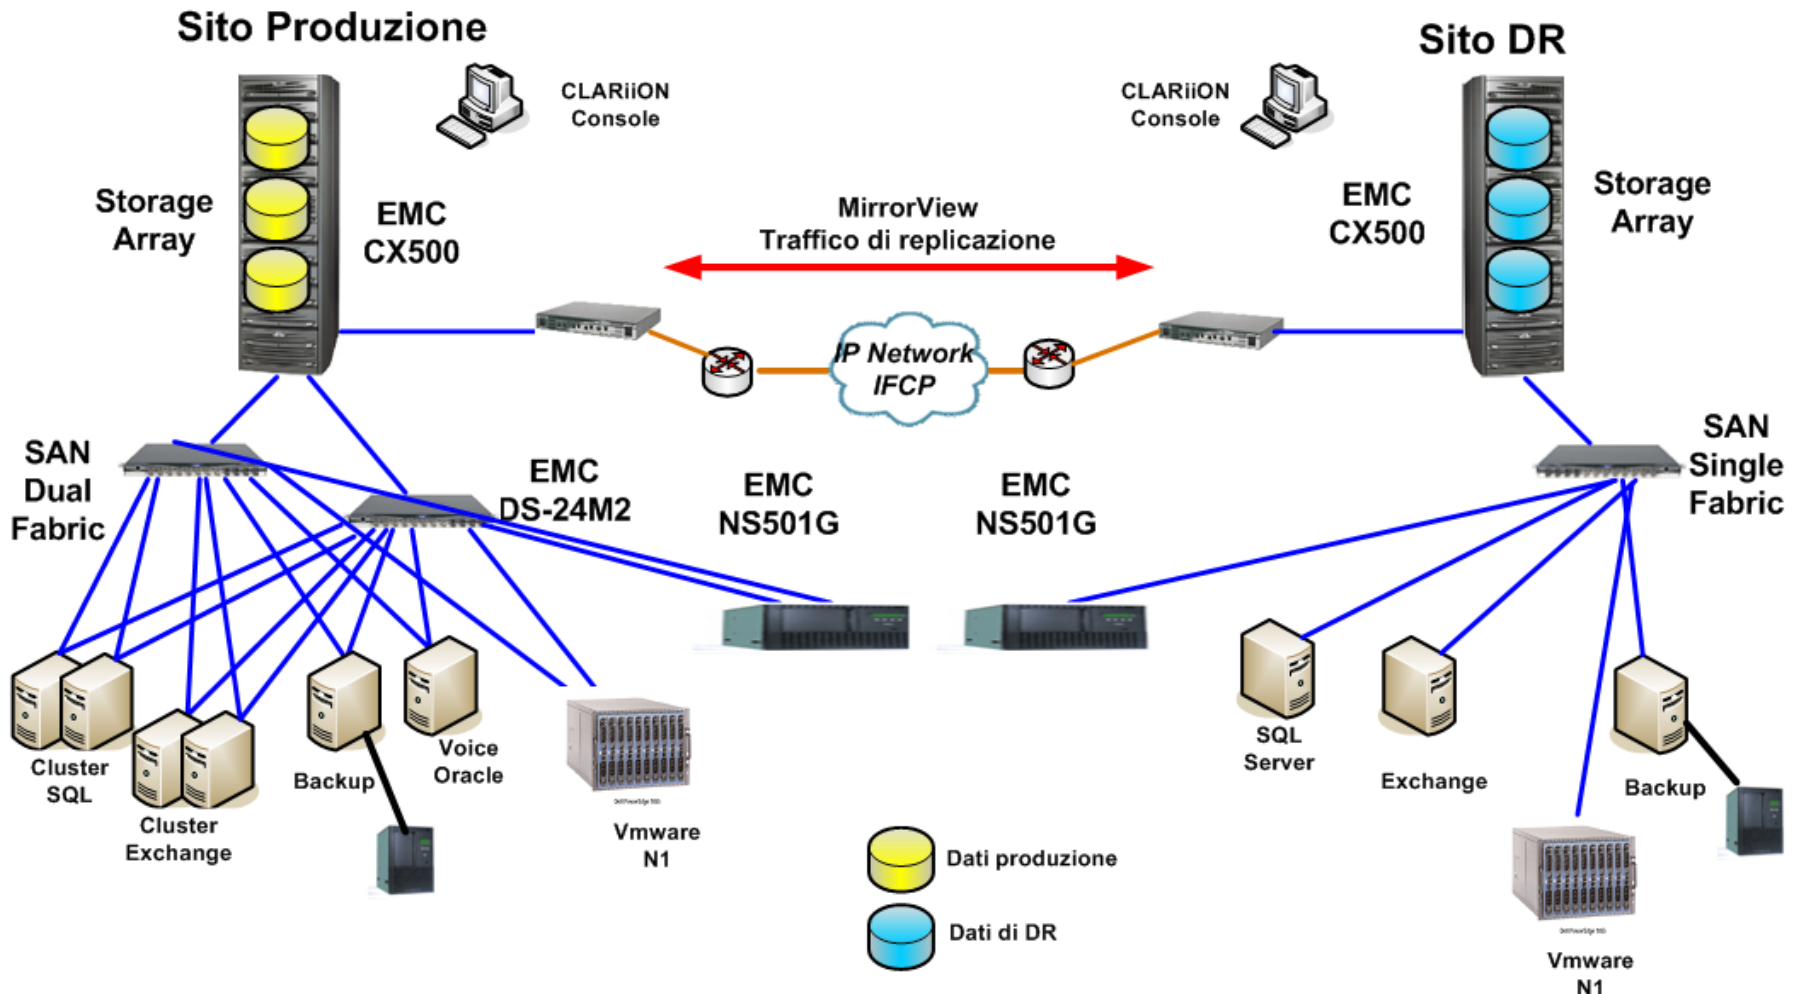 Sito Produzione
Sito DR
CLARiiON
Console
CLARiiON
Console
Storage
Array
EMC
CX500
MirrorView
Traffico di replicazione
EMC
CX500
Storage
Array
IP Network
IFCP
SAN
Dual
Fabric
EMC
DS-24M2
EMC
NS501G
EMC
NS501G
SAN
Single
Fabric
Cluster
SQL
Cluster
Exchange
Backup
Voice
Oracle
Vmware
N1
SQL
Server
Exchange
Backup
Vmware
N1
Dati produzione
Dati di DR